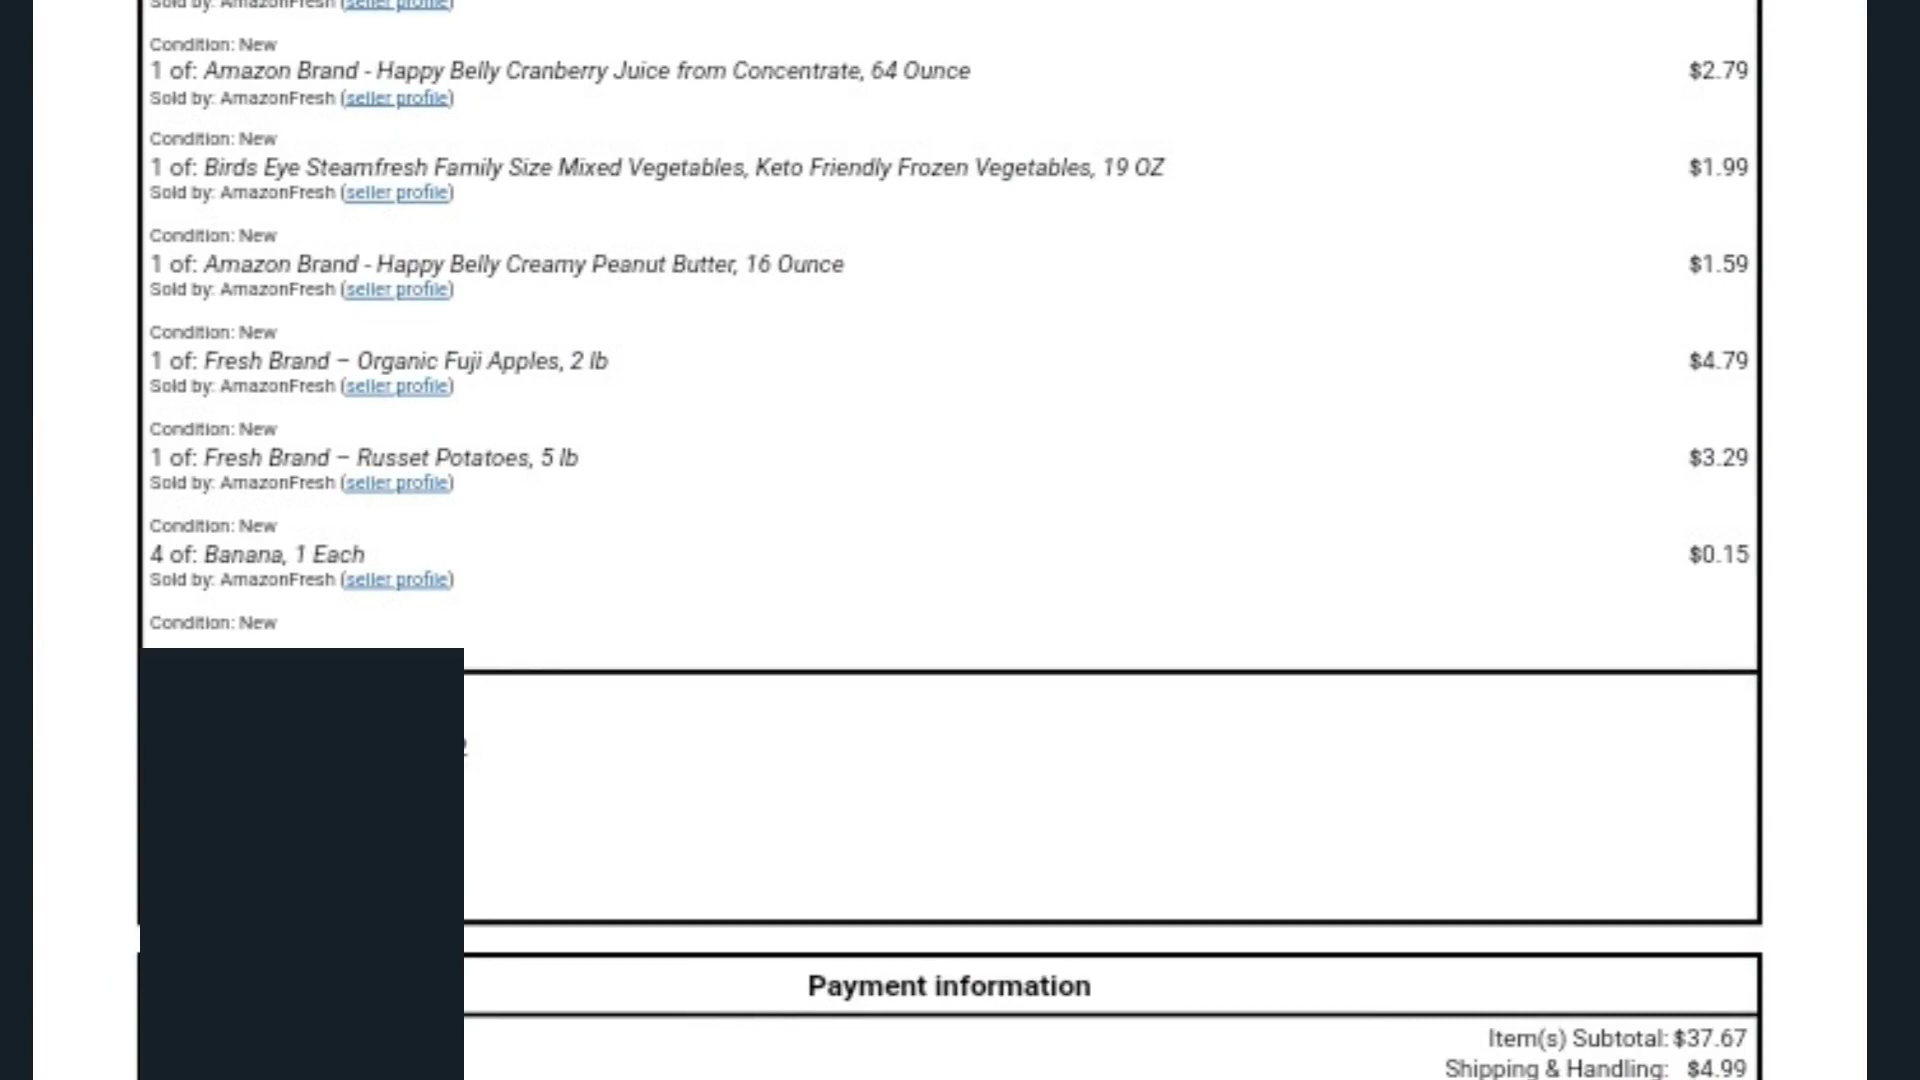 Sold by: AmazonFresh (seller profile)
Condition: New
1 of: Amazon Brand - Happy Belly Cranberry Juice from Concentrate, 64 Ounce $2.79
Sold by: AmazonFresh (seller profile)
Condition: New
1 of: Birds Eye Steamfresh Family Size Mixed Vegetables, Keto Friendly Frozen Vegetables, 19 OZ $1.99
Sold by: AmazonFresh (seller profile)
Condition: New
1 of: Amazon Brand - Happy Belly Creamy Peanut Butter, 16 Ounce $1.59
Sold by: AmazonFresh (seller profile)
Condition: New
1 of: Fresh Brand – Organic Fuji Apples, 2 lb $4.79
Sold by: AmazonFresh (seller profile)
Condition: New
1 of: Fresh Brand – Russet Potatoes, 5 lb $3.29
Sold by: AmazonFresh (seller profile)
Condition: New
4 of: Banana, 1 Each $0.15
Sold by: AmazonFresh (seller profile)
Condition: New
Payment information
Item(s) Subtotal: $37.67
Shipping & Handling: $4.99